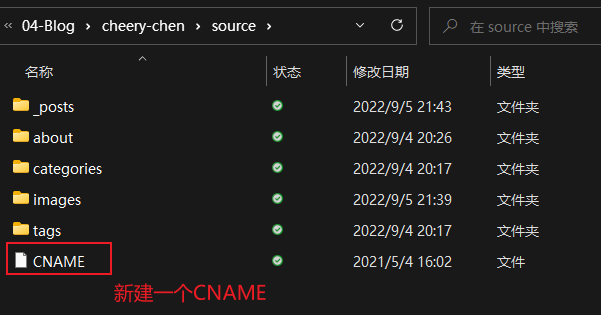 « 04-Blog › cheery-chen › source › 在 source 中搜索
名称 状态 修改日期 类型
_posts 2022/9/5 21:43 文件夹
about 2022/9/4 20:26 文件夹
categories 2022/9/4 20:17 文件夹
images 2022/9/5 21:39 文件夹
tags 2022/9/4 20:17 文件夹
CNAME 2021/5/4 16:02 文件
新建一个CNAME